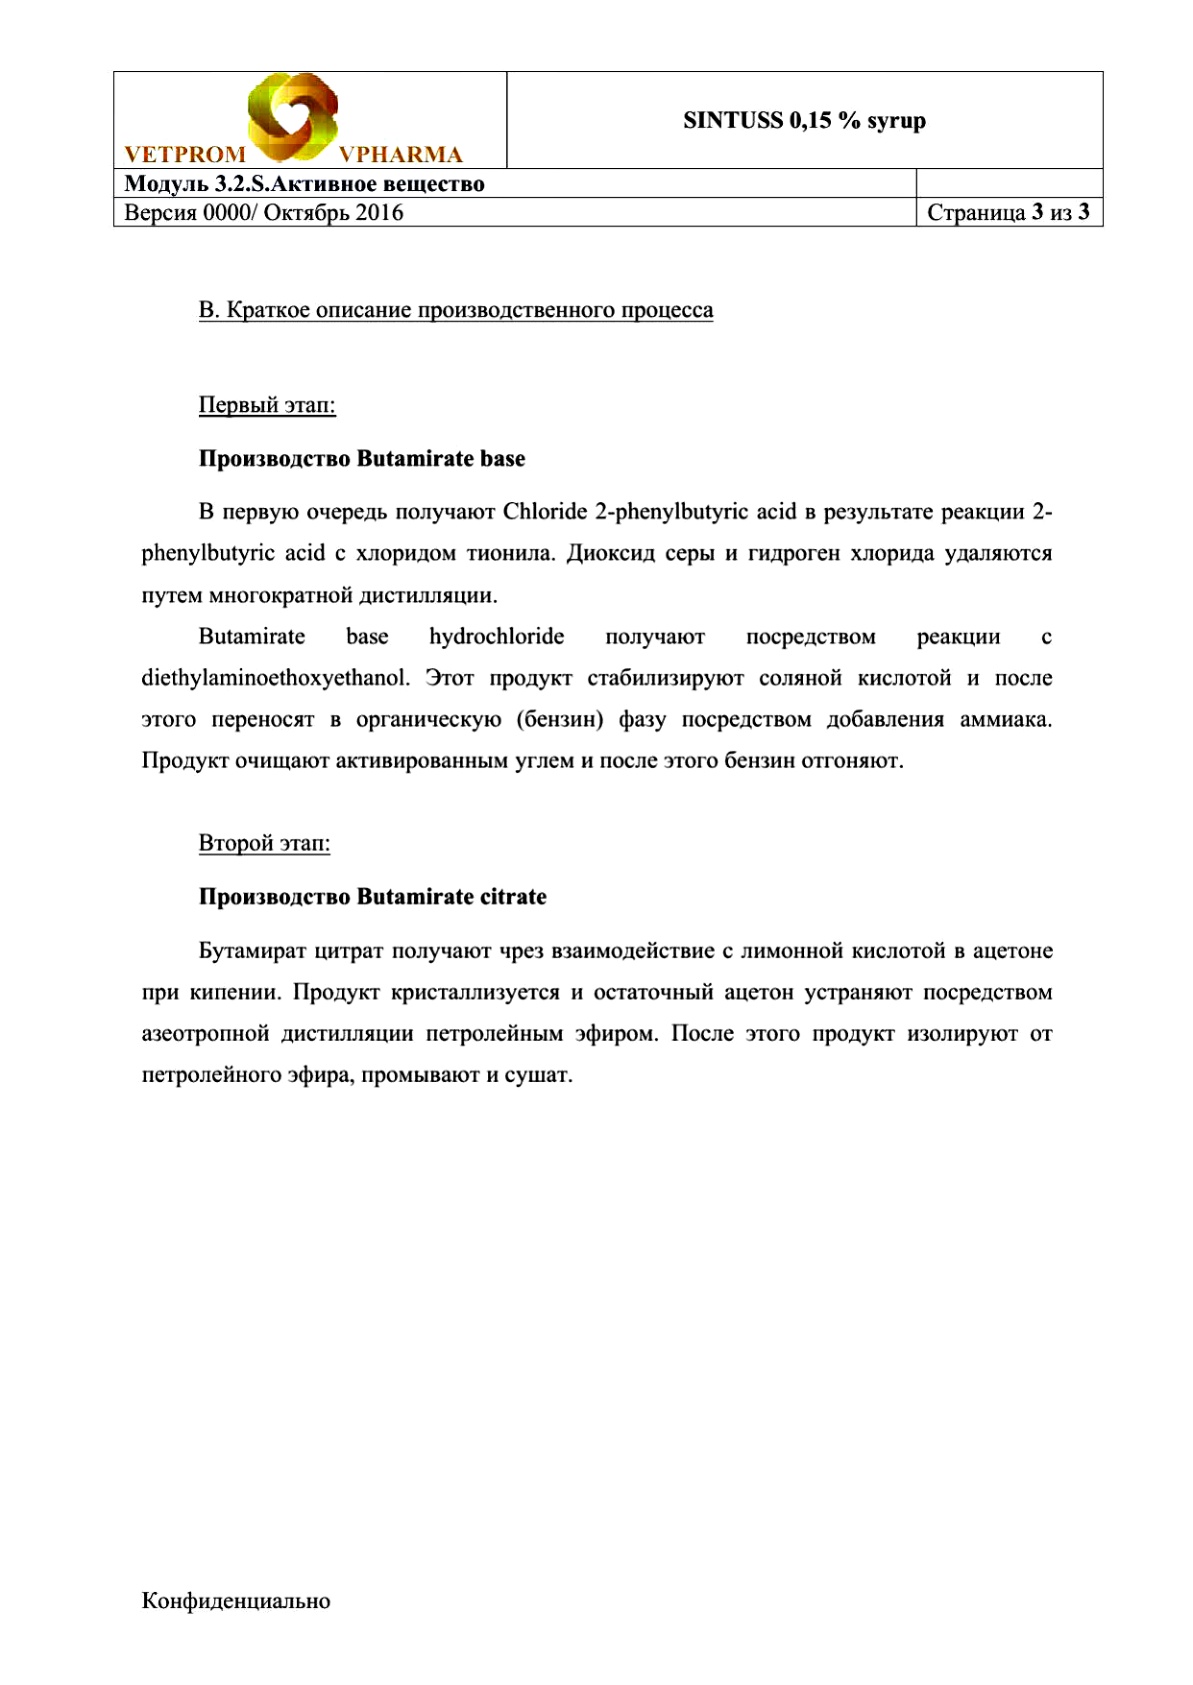 VETPROM VPHARMA
SINTUSS 0,15 % syrup
Модуль 3.2.S.Активное вещество
Версия 0000/ Октябрь 2016
Страница 3 из 3
В. Краткое описание производственного процесса
Первый этап:
Производство Butamirate base
В первую очередь получают Chloride 2-phenylbutyric acid в результате реакции 2-
phenylbutyric acid с хлоридом тионила. Диоксид серы и гидроген хлорида удаляются
путем многократной дистилляции.
Butamirate base hydrochloride получают посредством реакции с
diethylaminoethoxyethanol. Этот продукт стабилизируют соляной кислотой и после
этого переносят в органическую (бензин) фазу посредством добавления аммиака.
Продукт очищают активированным углем и после этого бензин отгоняют.
Второй этап:
Производство Butamirate citrate
Бутамират цитрат получают чрез взаимодействие с лимонной кислотой в ацетоне
при кипении. Продукт кристаллизуется и остаточный ацетон устраняют посредством
азеотропной дистилляции петролейным эфиром. После этого продукт изолируют от
петролейного эфира, промывают и сушат.
Конфиденциально